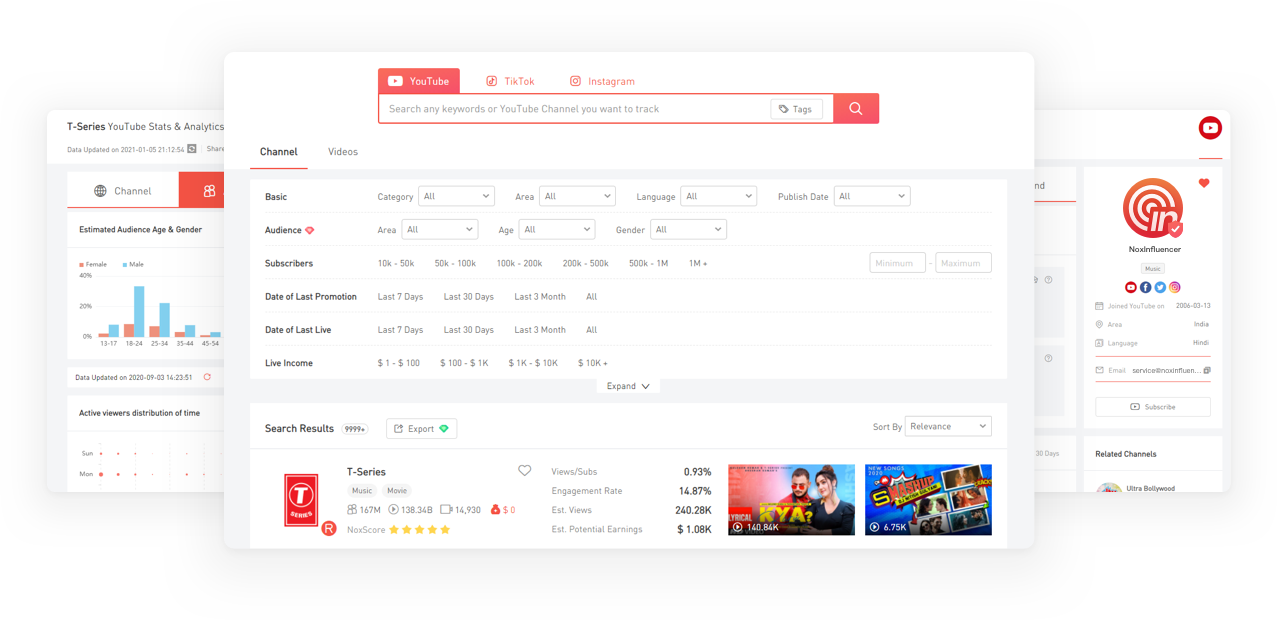 YouTube
TikTok
Instagram
Search any keywords or YouTube Channel you want to track
Tags
Channel
Videos
Basic
Category All
Area All
Language All
Publish Date All
Audience
Area All
Age All
Gender All
Subscribers
10k - 50k
50k - 100k
100k - 200k
200k - 500k
500k - 1M
1M +
Minimum - Maximum
Date of Last Promotion
Last 7 Days
Last 30 Days
Last 3 Month
All
Date of Last Live
Last 7 Days
Last 30 Days
Last 3 Month
All
Live Income
$ 1 - $ 100
$ 100 - $ 1K
$ 1K - $ 10K
$ 10K +
Expand
Search Results 9999+
Export
Sort By Relevance
T-SERIES
R
T-Series
Music
Movie
167M
138.34B
14,930
$ 0
NoxScore
Views/Subs 0.93%
Engagement Rate 14.87%
Est. Views 240.28K
Est. Potential Earnings $ 1.08K
LYRICAL
KYA?
140.84K
NEW SONGS
2020
MASHUP
6.75K
T-Series YouTube Stats & Analytics
Data Updated on 2021-01-05 21:12:54
Share
Channel
Estimated Audience Age & Gender
Female
Male
40%
20%
0%
13-17
18-24
25-34
35-44
45-54
Data Updated on 2020-09-03 14:23:51
Active viewers distribution of time
Sun
Mon
nd
30 Days
in
NoxInfluencer
Music
Joined YouTube on 2006-03-13
Area India
Language Hindi
Email service@noxinfluen...
Subscribe
Related Channels
Ultra Bollywood